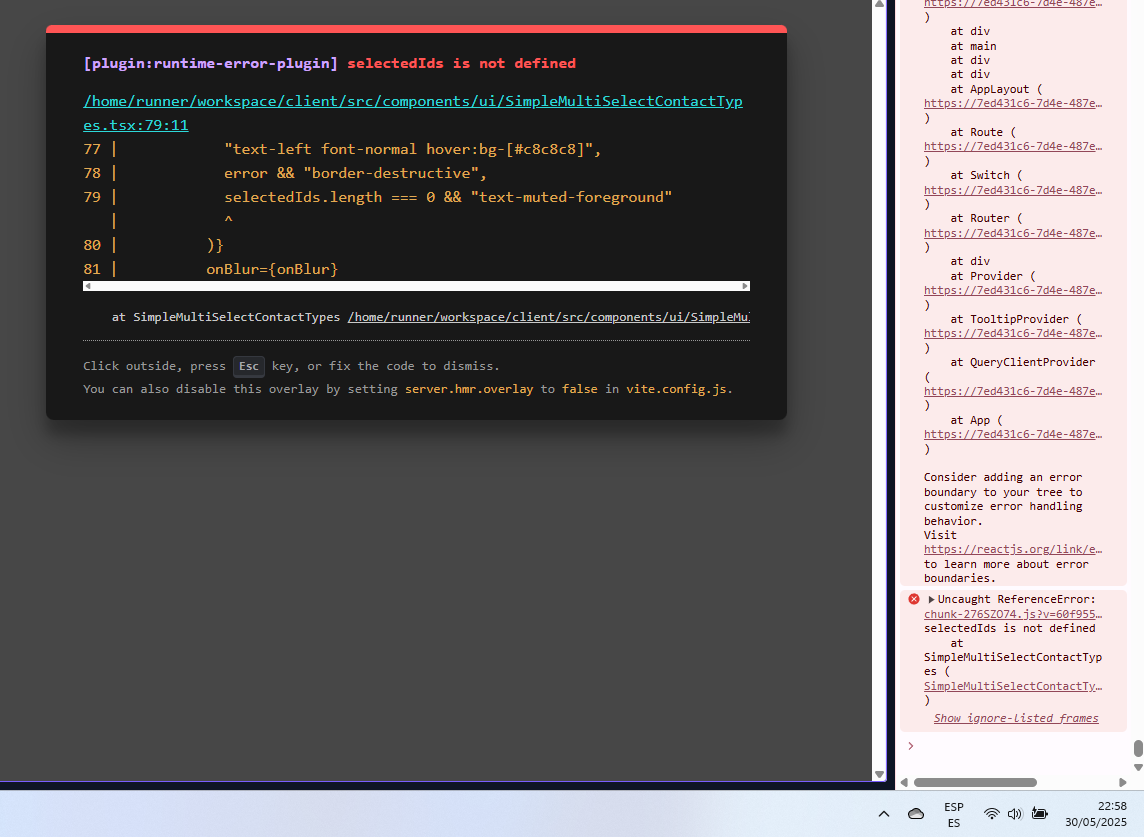 [plugin:runtime-error-plugin] selectedIds is not defined
/home/runner/workspace/client/src/components/ui/SimpleMultiSelectContactTyp
es.tsx:79:11
77 |            "text-left font-normal hover:bg-[#c8c8c8]",
78 |            error && "border-destructive",
79 |            selectedIds.length === 0 && "text-muted-foreground"
   |            ^
80 |          )}
81 |          onBlur={onBlur}
at SimpleMultiSelectContactTypes /home/runner/workspace/client/src/components/ui/SimpleMul
Click outside, press Esc key, or fix the code to dismiss.
You can also disable this overlay by setting server.hmr.overlay to false in vite.config.js.
https://7ed431c6-7d4e-487e…
)
at div
at main
at div
at div
at AppLayout (
https://7ed431c6-7d4e-487e…
)
at Route (
https://7ed431c6-7d4e-487e…
)
at Switch (
https://7ed431c6-7d4e-487e…
)
at Router (
https://7ed431c6-7d4e-487e…
)
at div
at Provider (
https://7ed431c6-7d4e-487e…
)
at TooltipProvider (
https://7ed431c6-7d4e-487e…
)
at QueryClientProvider
(
https://7ed431c6-7d4e-487e…
)
at App (
https://7ed431c6-7d4e-487e…
)
Consider adding an error
boundary to your tree to
customize error handling
behavior.
Visit
https://reactjs.org/link/e…
to learn more about error
boundaries.
Uncaught ReferenceError:
chunk-276SZO74.js?v=60f955…
selectedIds is not defined
at
SimpleMultiSelectContactTyp
es (
SimpleMultiSelectContactTy…
)
Show ignore-listed frames
ESP
ES
22:58
30/05/2025